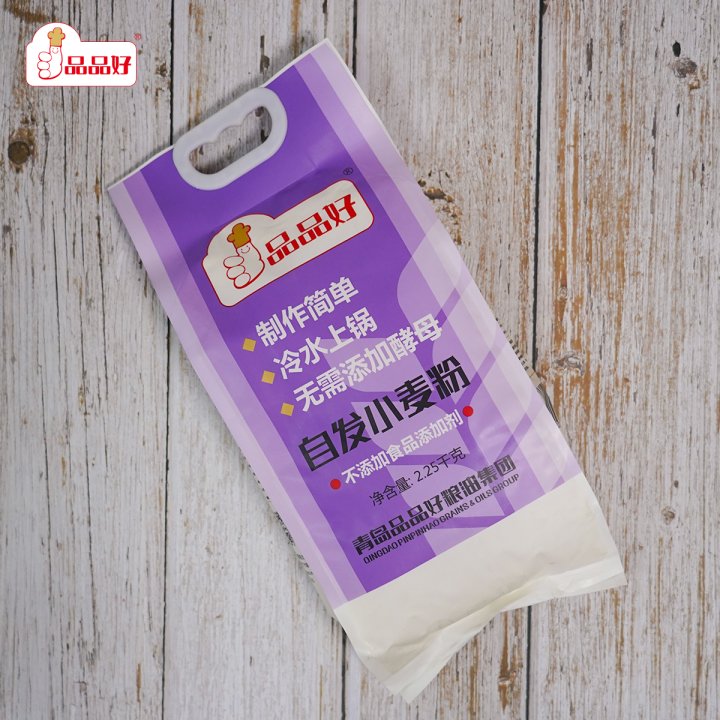 品品好
®
®
品品好
制作简单
冷水上锅
无需添加酵母
自发小麦粉
不添加食品添加剂
净含量: 2.25千克
青岛品品好粮油集团
QINGDAO PINPINHAO GRAINS & OILS GROUP